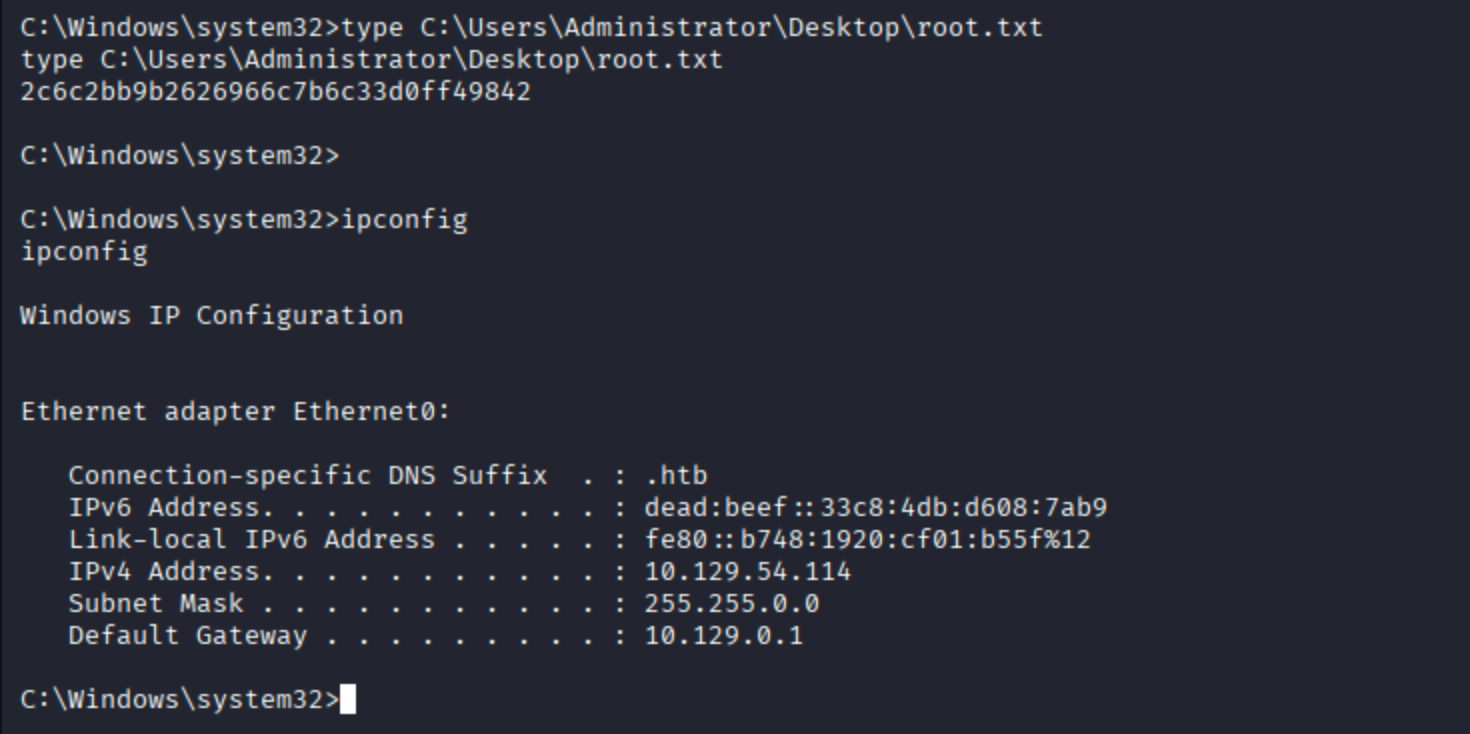 C:\Windows\system32>type C:\Users\Administrator\Desktop\root.txt
type C:\Users\Administrator\Desktop\root.txt
2c6c2bb9b2626966c7b6c33d0ff49842
C:\Windows\system32>
C:\Windows\system32>ipconfig
ipconfig
Windows IP Configuration
Ethernet adapter Ethernet0:
   Connection-specific DNS Suffix  . : .htb
   IPv6 Address. . . . . . . . . . . : dead:beef::33c8:4db:d608:7ab9
   Link-local IPv6 Address . . . . . : fe80::b748:1920:cf01:b55f%12
   IPv4 Address. . . . . . . . . . . : 10.129.54.114
   Subnet Mask . . . . . . . . . . . : 255.255.0.0
   Default Gateway . . . . . . . . . : 10.129.0.1
C:\Windows\system32>